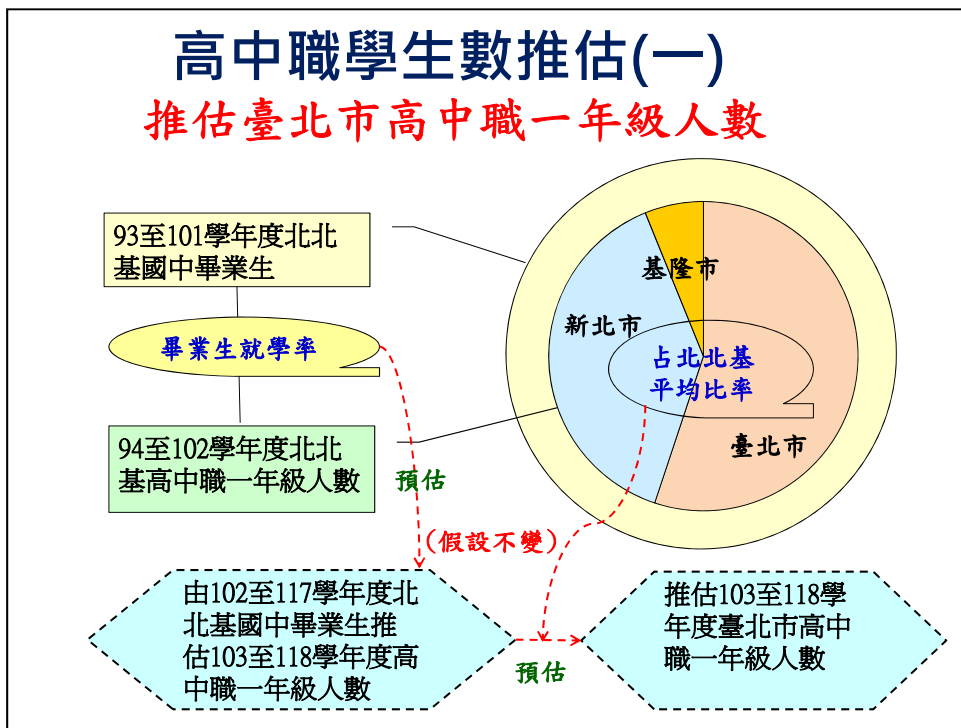 高中職學生數推估(一)
推估臺北市高中職一年級人數
93至101學年度北北
基國中畢業生
畢業生就學率
94至102學年度北北
基高中職一年級人數
基隆市
新北市
占北北基
平均比率
臺北市
預估
(假設不變)
由102至117學年度北
北基國中畢業生推
估103至118學年度高
中職一年級人數
預估
推估103至118學
年度臺北市高中
職一年級人數